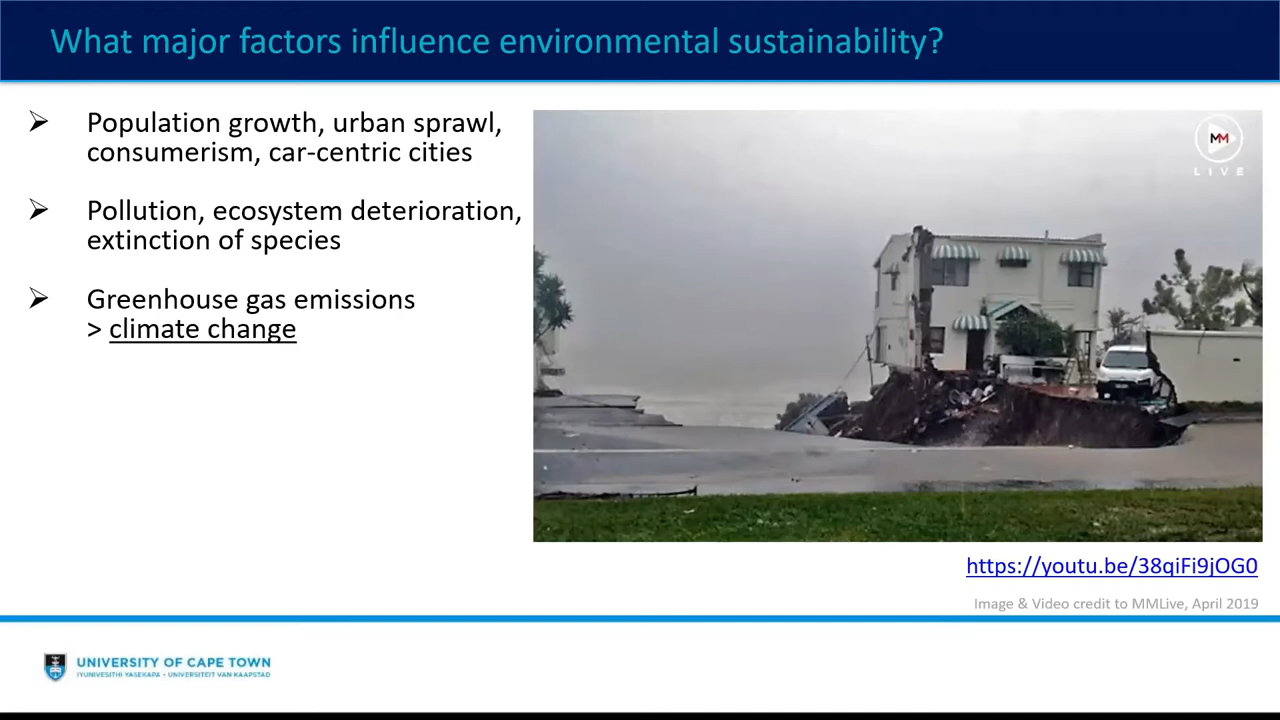 What major factors influence environmental sustainability?
➢ Population growth, urban sprawl,
consumerism, car-centric cities
➢ Pollution, ecosystem deterioration,
extinction of species
➢ Greenhouse gas emissions
> climate change
MM
LIVE
https://youtu.be/38qiFi9jOG0
Image & Video credit to MMLive, April 2019
UNIVERSITY OF CAPE TOWN
IYUNIVESITHI YASEKAPA • UNIVERSITEIT VAN KAAPSTAD